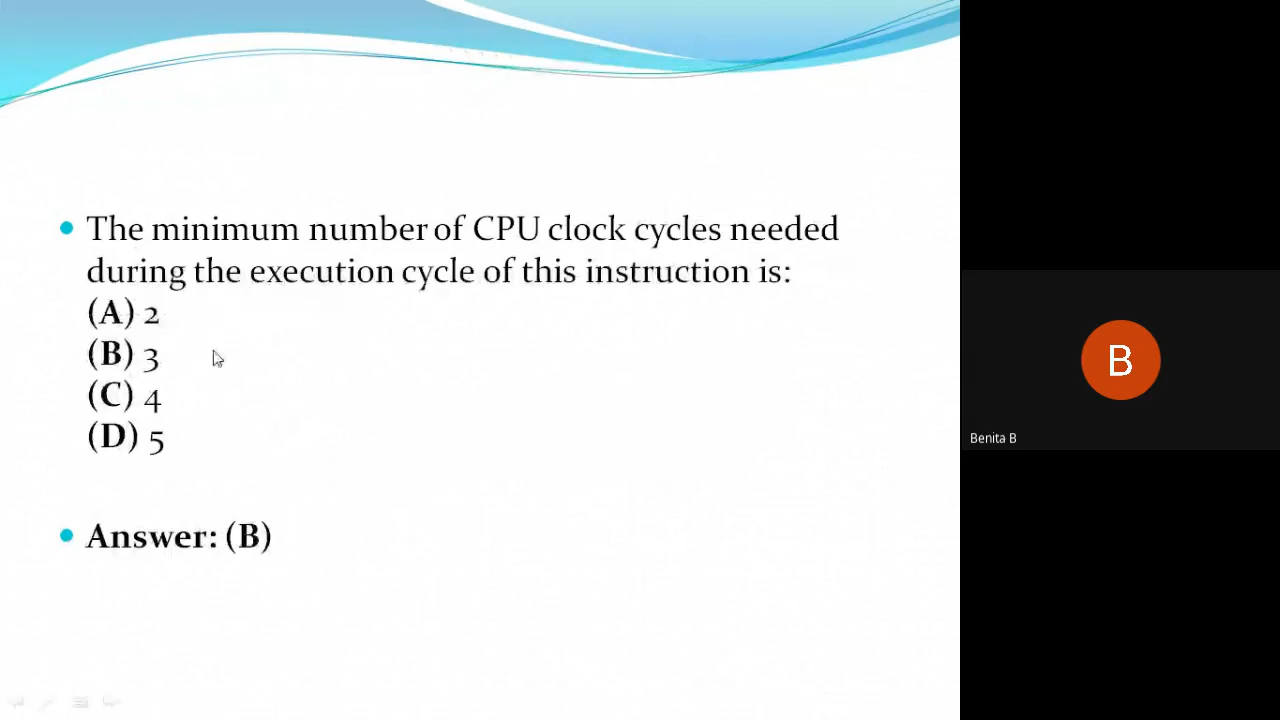 The minimum number of CPU clock cycles needed
during the execution cycle of this instruction is:
(A) 2
(B) 3
(C) 4
(D) 5
Answer: (B)
B
Benita B